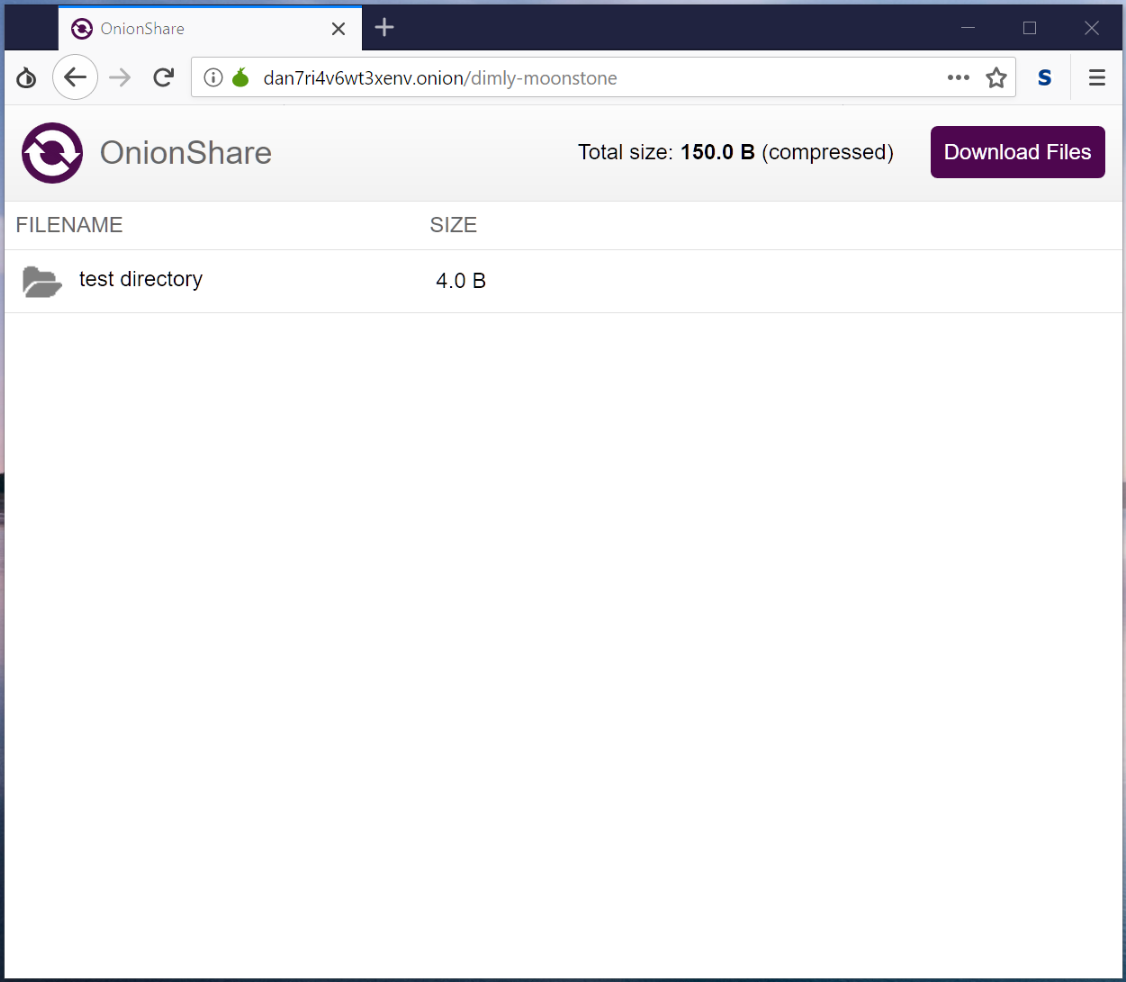 OnionShare
dan7ri4v6wt3xenv.onion/dimly-moonstone
S
OnionShare
Total size: 150.0 B (compressed)
Download Files
FILENAME SIZE
test directory 4.0 B